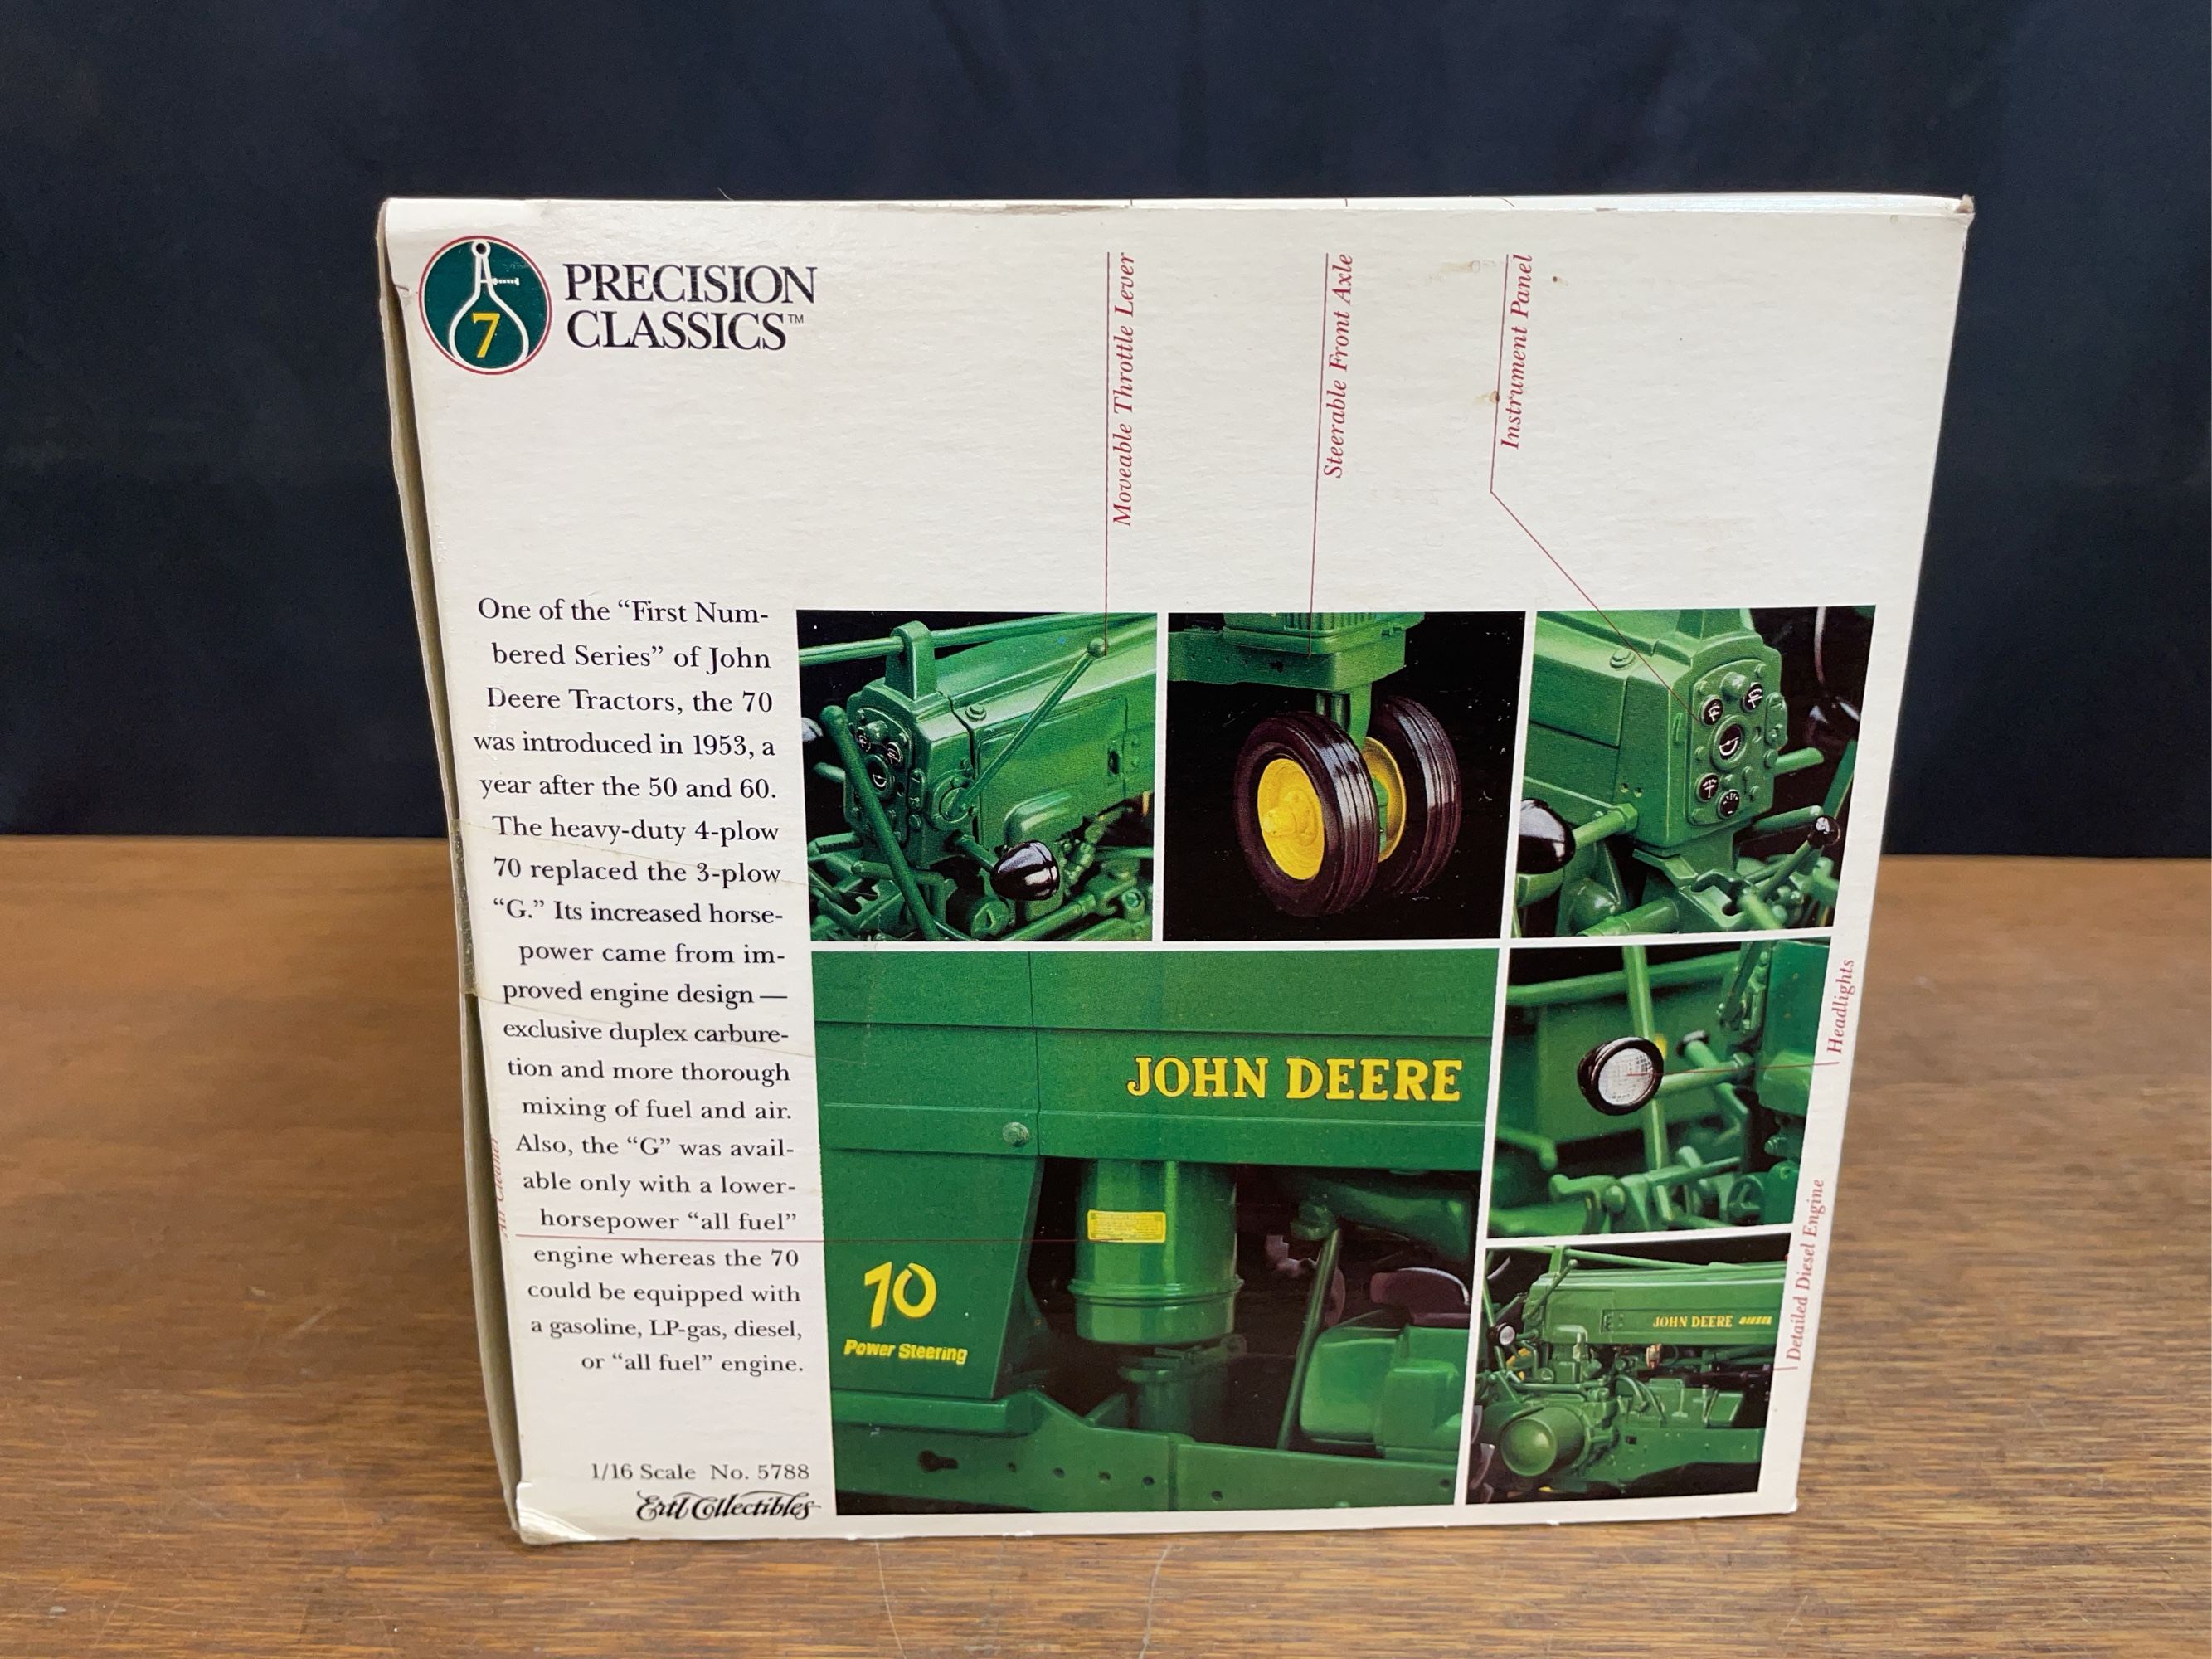 7
PRECISION
CLASSICS™
Moveable Throttle Lever
Steerable Front Axle
Instrument Panel
One of the “First Num-
bered Series” of John
Deere Tractors, the 70
was introduced in 1953, a
year after the 50 and 60.
The heavy-duty 4-plow
70 replaced the 3-plow
“G.” Its increased horse-
power came from im-
proved engine design —
exclusive duplex carbure-
tion and more thorough
mixing of fuel and air.
Also, the “G” was avail-
able only with a lower-
horsepower “all fuel”
engine whereas the 70
could be equipped with
a gasoline, LP-gas, diesel,
or “all fuel” engine.
Air Cleaner
1/16 Scale No. 5788
Ertl Collectibles
JOHN DEERE
70
Power Steering
Headlights
Detailed Diesel Engine
JOHN DEERE DIESEL